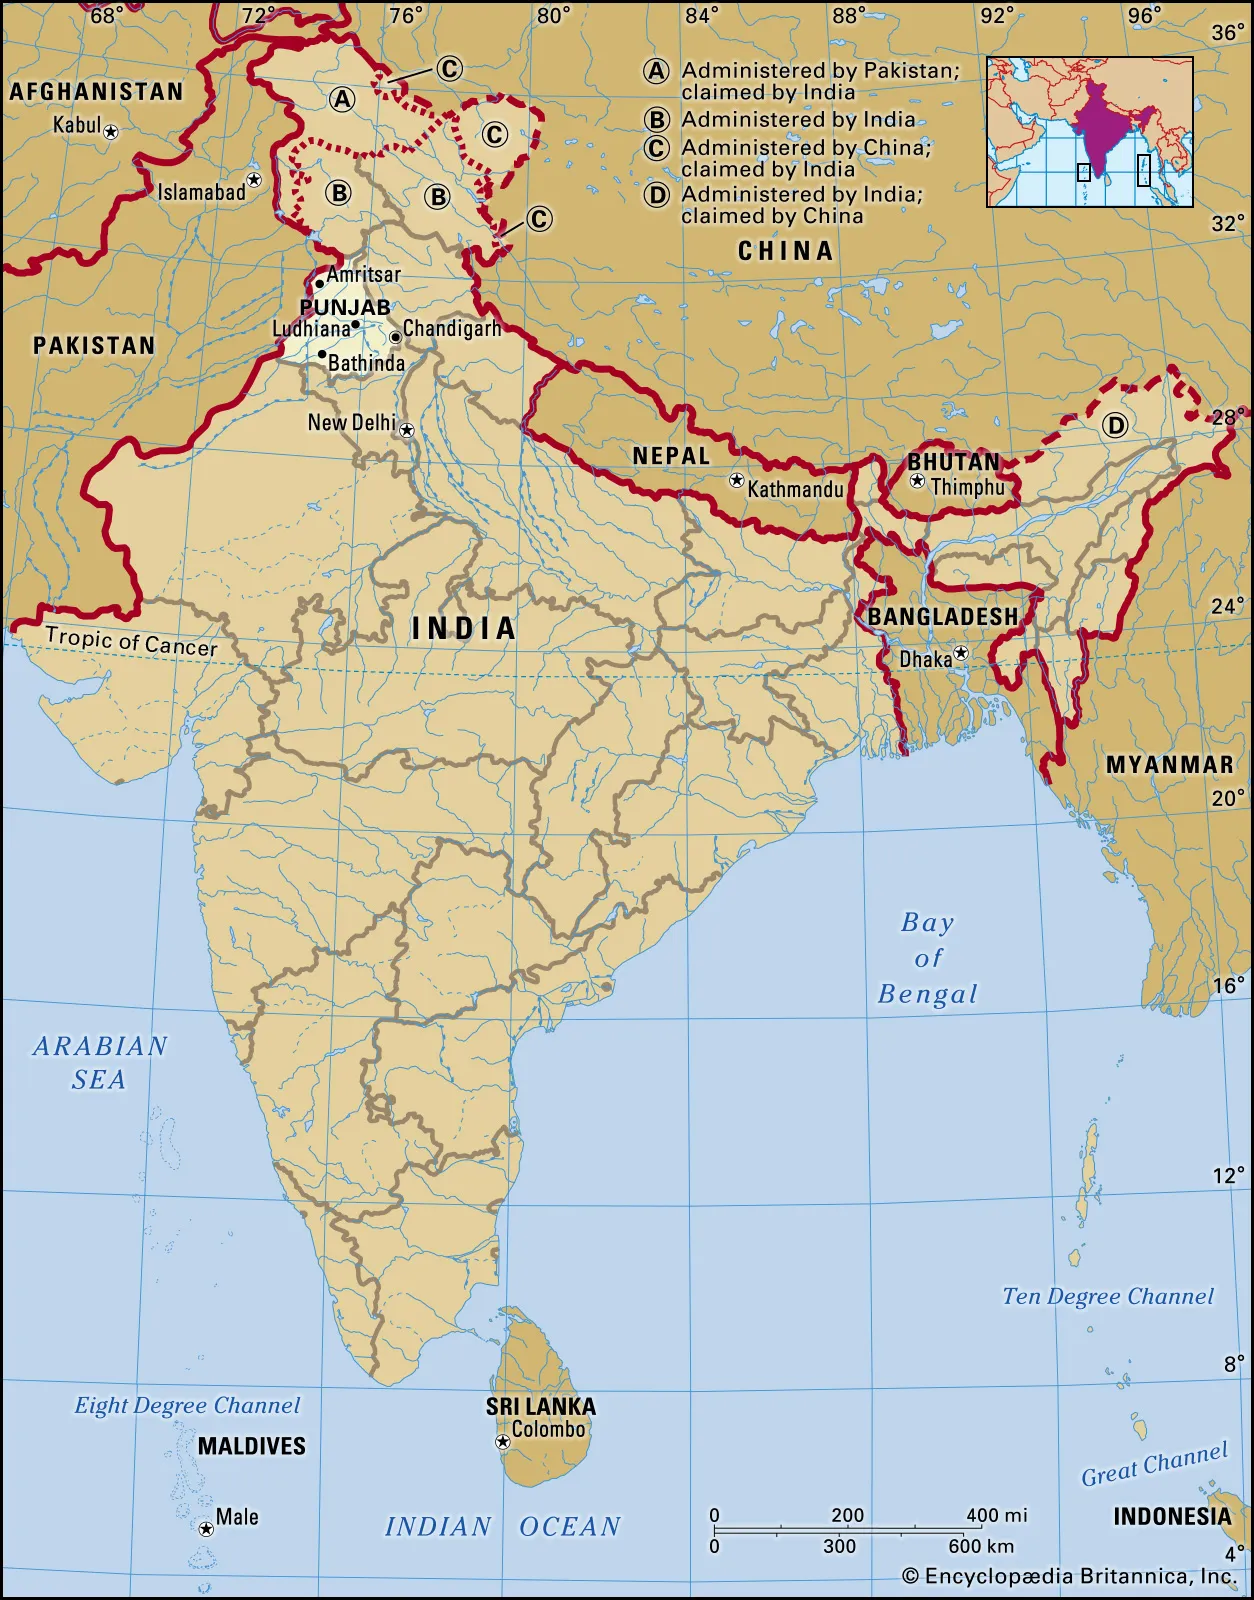 68°
72°
76°
80°
84°
88°
92°
96°
36°
AFGHANISTAN
Kabul
Islamabad
A
C
C
B
B
C
A Administered by Pakistan;
claimed by India
B Administered by India
C Administered by China;
claimed by India
D Administered by India;
claimed by China
32°
CHINA
Amritsar
PUNJAB
Ludhiana
Chandigarh
Bathinda
PAKISTAN
New Delhi
D
28°
NEPAL
Kathmandu
BHUTAN
Thimphu
INDIA
BANGLADESH
Dhaka
24°
Tropic of Cancer
MYANMAR
20°
Bay
of
Bengal
16°
ARABIAN
SEA
12°
Ten Degree Channel
8°
Eight Degree Channel
SRI LANKA
Colombo
MALDIVES
Male
Great Channel
INDIAN OCEAN
INDONESIA
0 200 400 mi
0 300 600 km
4°
© Encyclopædia Britannica, Inc.